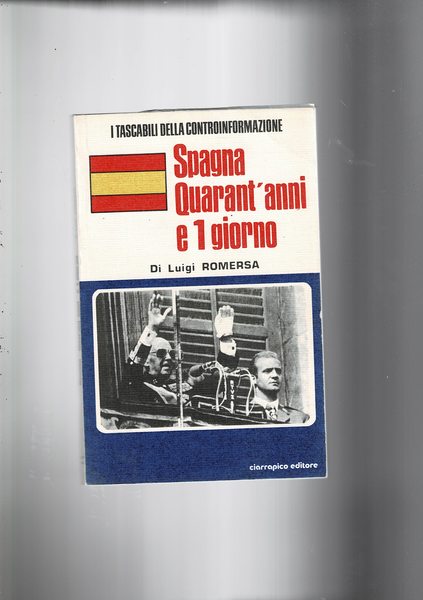 I TASCABILI DELLA CONTROINFORMAZIONE
Spagna
Quarant'anni
e 1 giorno
Di Luigi ROMERSA
ciarrapico editore